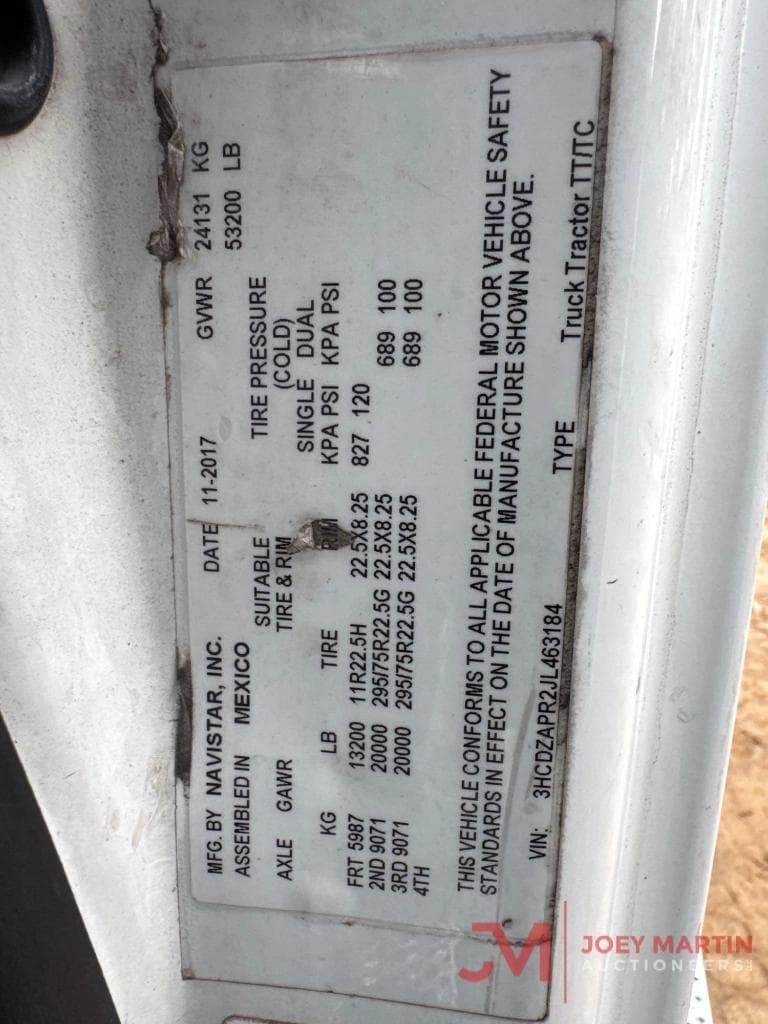 MFG. BY NAVISTAR, INC. DATE 11-2017 GVWR 24131 KG
ASSEMBLED IN MEXICO 53200 LB
AXLE GAWR SUITABLE TIRE & RIM TIRE PRESSURE (COLD)
SINGLE DUAL
KG LB TIRE RIM KPA PSI KPA PSI
FRT 5987 13200 11R22.5H 22.5X8.25 827 120
2ND 9071 20000 295/75R22.5G 22.5X8.25 689 100
3RD 9071 20000 295/75R22.5G 22.5X8.25 689 100
4TH
THIS VEHICLE CONFORMS TO ALL APPLICABLE FEDERAL MOTOR VEHICLE SAFETY
STANDARDS IN EFFECT ON THE DATE OF MANUFACTURE SHOWN ABOVE.
VIN: 3HCDZAPR2JL463184 TYPE Truck Tractor TT/TC
JM
JOEY MARTIN
AUCTIONEERS